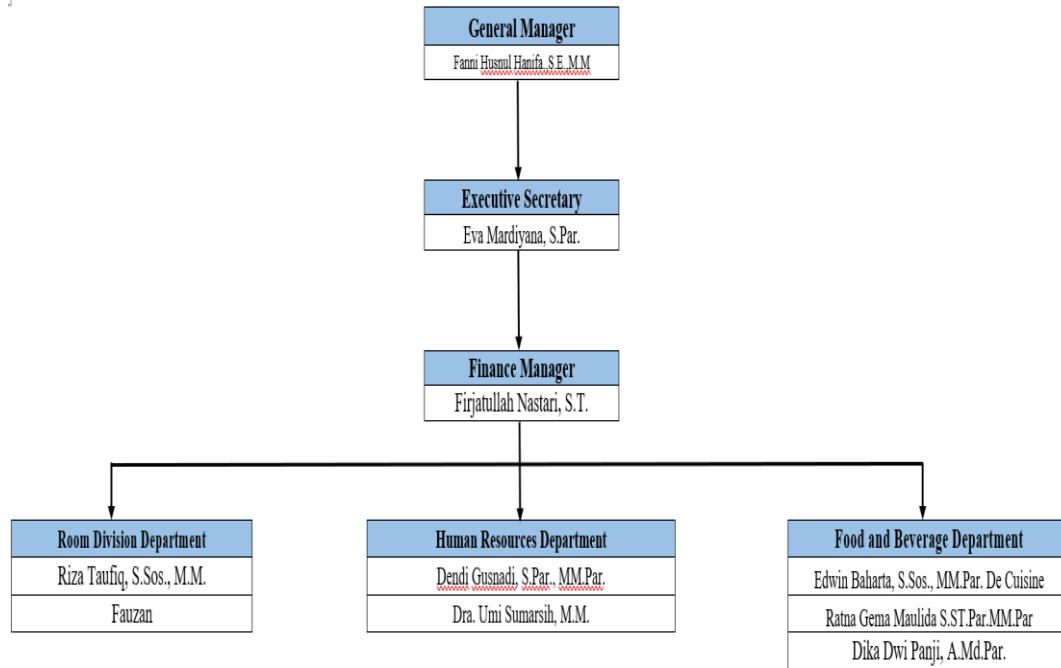 General Manager
Fanni Husnul Hanifa.,S.E.,M.M
Executive Secretary
Eva Mardiyana, S.Par.
Finance Manager
Firjatullah Nastari, S.T.
Room Division Department
Riza Taufiq, S.Sos., M.M.
Fauzan
Human Resources Department
Dendi Gusnadi, S.Par., MM.Par.
Dra. Umi Sumarsih, M.M.
Food and Beverage Department
Edwin Baharta, S.Sos., MM.Par. De Cuisine
Ratna Gema Maulida S.ST.Par.MM.Par
Dika Dwi Panji, A.Md.Par.